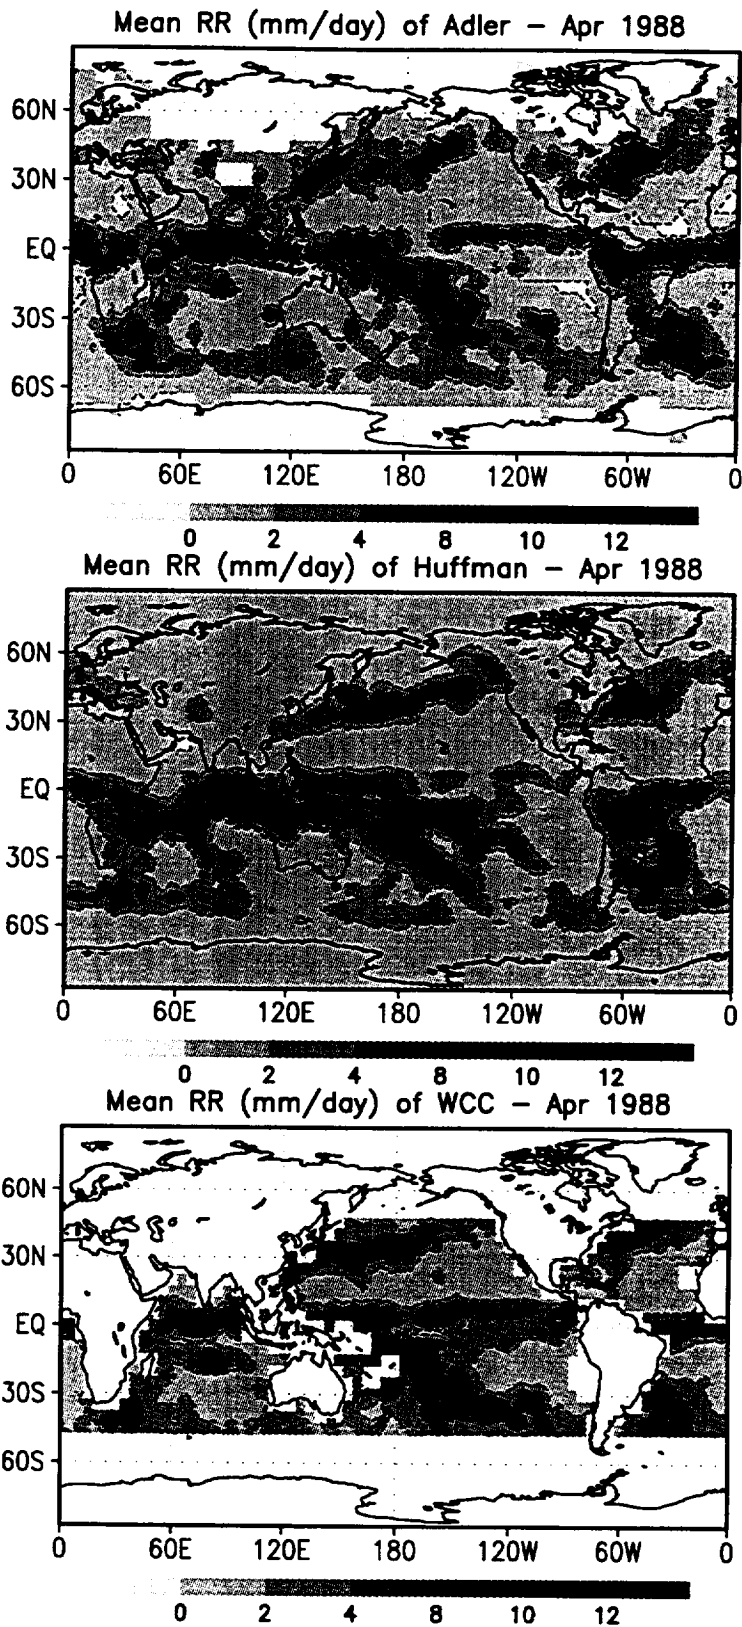 Mean RR (mm/day) of Adler – Apr 1988
60N
30N
EQ
30S
60S
0 60E 120E 180 120W 60W 0
0 2 4 8 10 12
Mean RR (mm/day) of Huffman – Apr 1988
60N
30N
EQ
30S
60S
0 60E 120E 180 120W 60W 0
0 2 4 8 10 12
Mean RR (mm/day) of WCC – Apr 1988
60N
30N
EQ
30S
60S
0 60E 120E 180 120W 60W 0
0 2 4 8 10 12